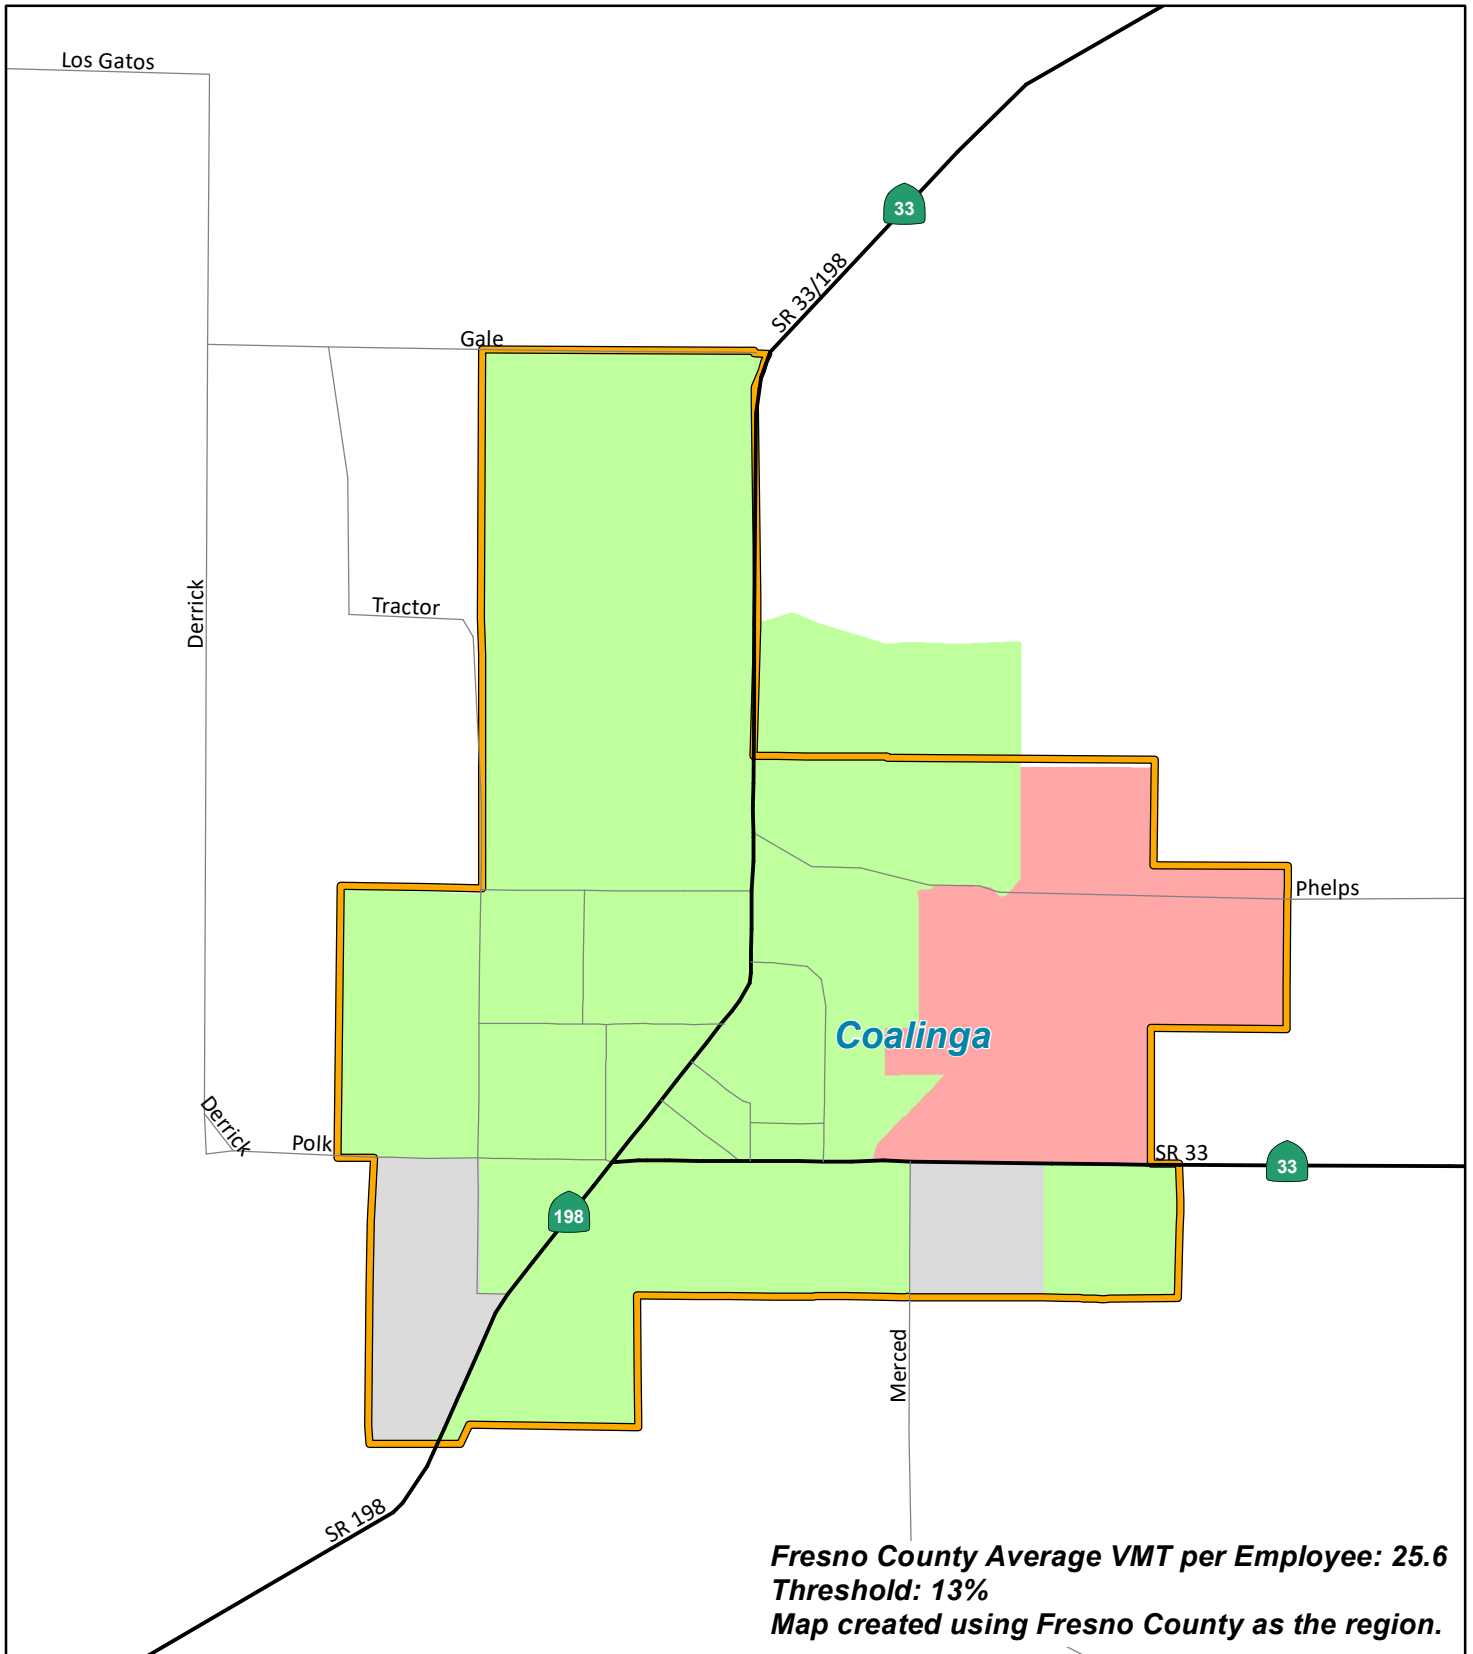 Los Gatos
33
SR 33/198
Gale
Derrick
Tractor
Phelps
Coalinga
Derrick
Polk
SR 33
33
198
Merced
SR 198
Fresno County Average VMT per Employee: 25.6
Threshold: 13%
Map created using Fresno County as the region.